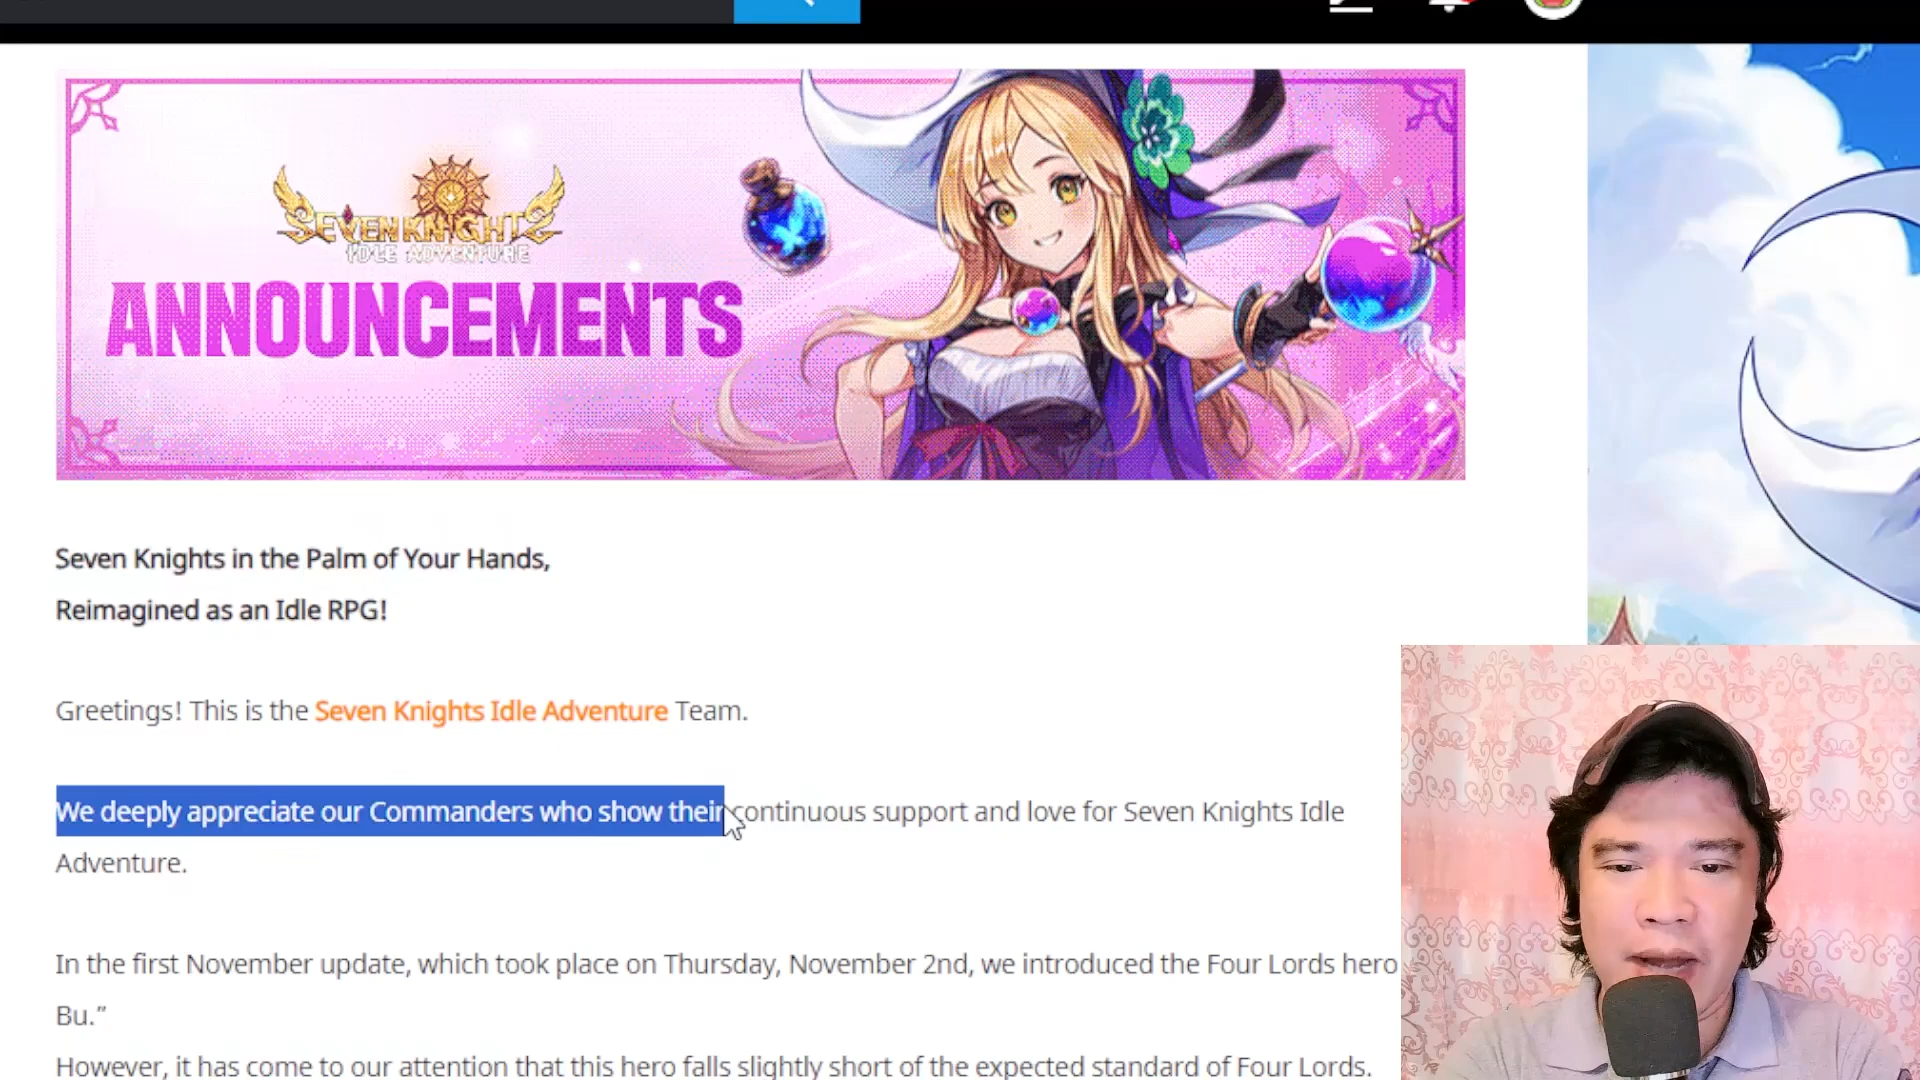 SEVEN KNIGHTS
IDLE ADVENTURE
ANNOUNCEMENTS
Seven Knights in the Palm of Your Hands,
Reimagined as an Idle RPG!
Greetings! This is the Seven Knights Idle Adventure Team.
We deeply appreciate our Commanders who show their continuous support and love for Seven Knights Idle
Adventure.
In the first November update, which took place on Thursday, November 2nd, we introduced the Four Lords hero
Bu.”
However, it has come to our attention that this hero falls slightly short of the expected standard of Four Lords.